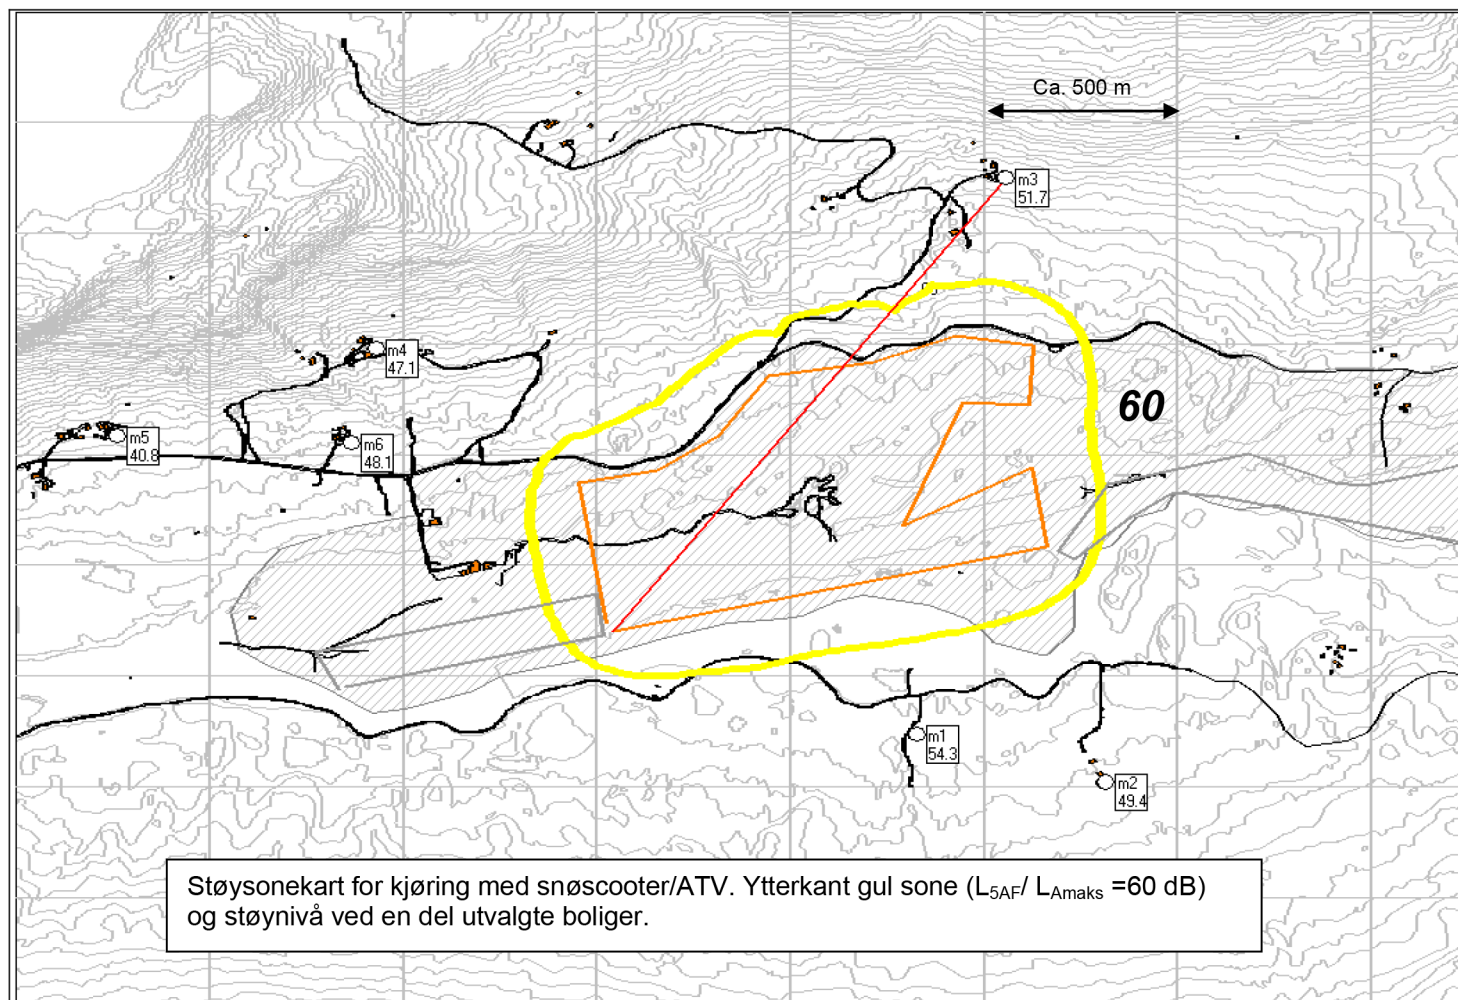 Ca. 500 m
m3
51.7
m4
47.1
60
m5
40.8
m6
48.1
m1
54.3
m2
49.4
Støysonekart for kjøring med snøscooter/ATV. Ytterkant gul sone (L5AF/ LAmaks =60 dB)
og støynivå ved en del utvalgte boliger.